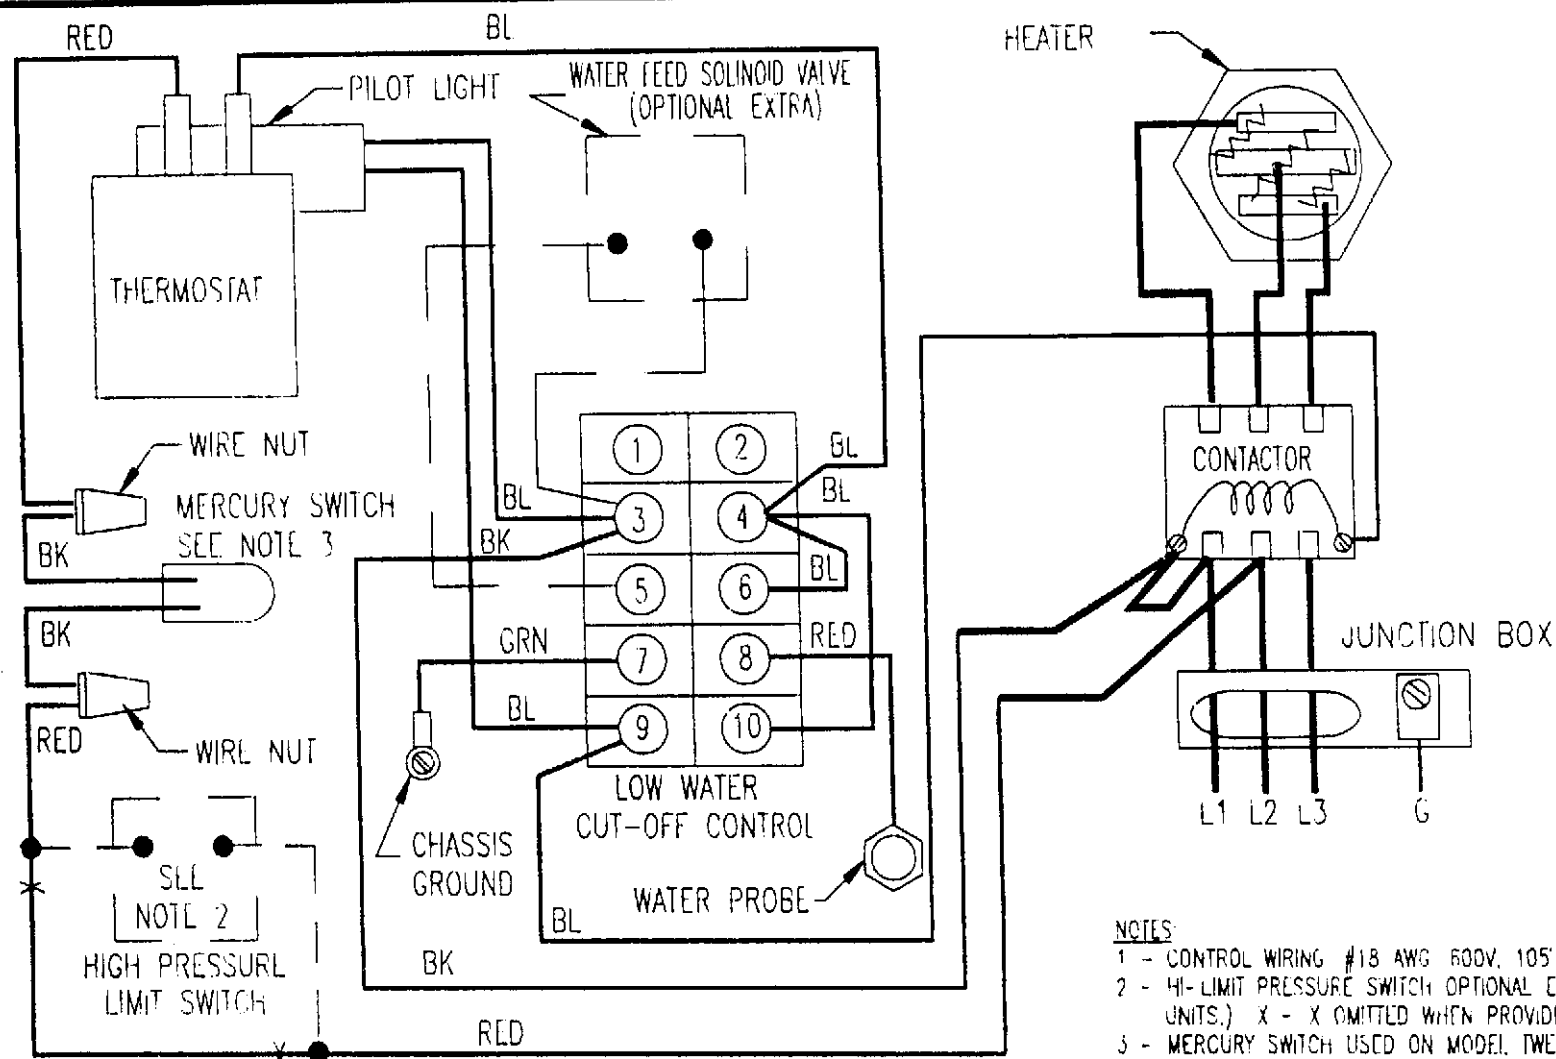 RED
BL
PILOT LIGHT
WATER FEED SOLINOID VALVE
(OPTIONAL EXTRA)
HEATER
THERMOSTAT
WIRE NUT
MERCURY SWITCH
SEE NOTE 3
BK
BK
RED
WIRE NUT
SEE
NOTE 2
HIGH PRESSURE
LIMIT SWITCH
1
2
3
4
5
6
7
8
9
10
BL
BK
GRN
BL
BL
BL
BL
RED
LOW WATER
CUT-OFF CONTROL
CHASSIS
GROUND
WATER PROBE
BL
BK
RED
CONTACTOR
JUNCTION BOX
L1 L2 L3 G
NOTES
1 - CONTROL WIRING #18 AWG 600V, 105°
2 - HI-LIMIT PRESSURE SWITCH OPTIONAL
UNITS.) X - X OMITTED WHEN
3 - MERCURY SWITCH USED ON MODEL TWE